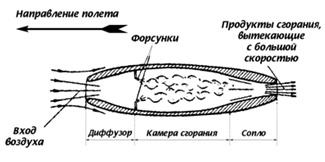 Направление полета
Форсунки
Продукты сгорания,
вытекающие
с большой
скоростью
Вход
воздуха
Диффузор
Камера сгорания
Сопло